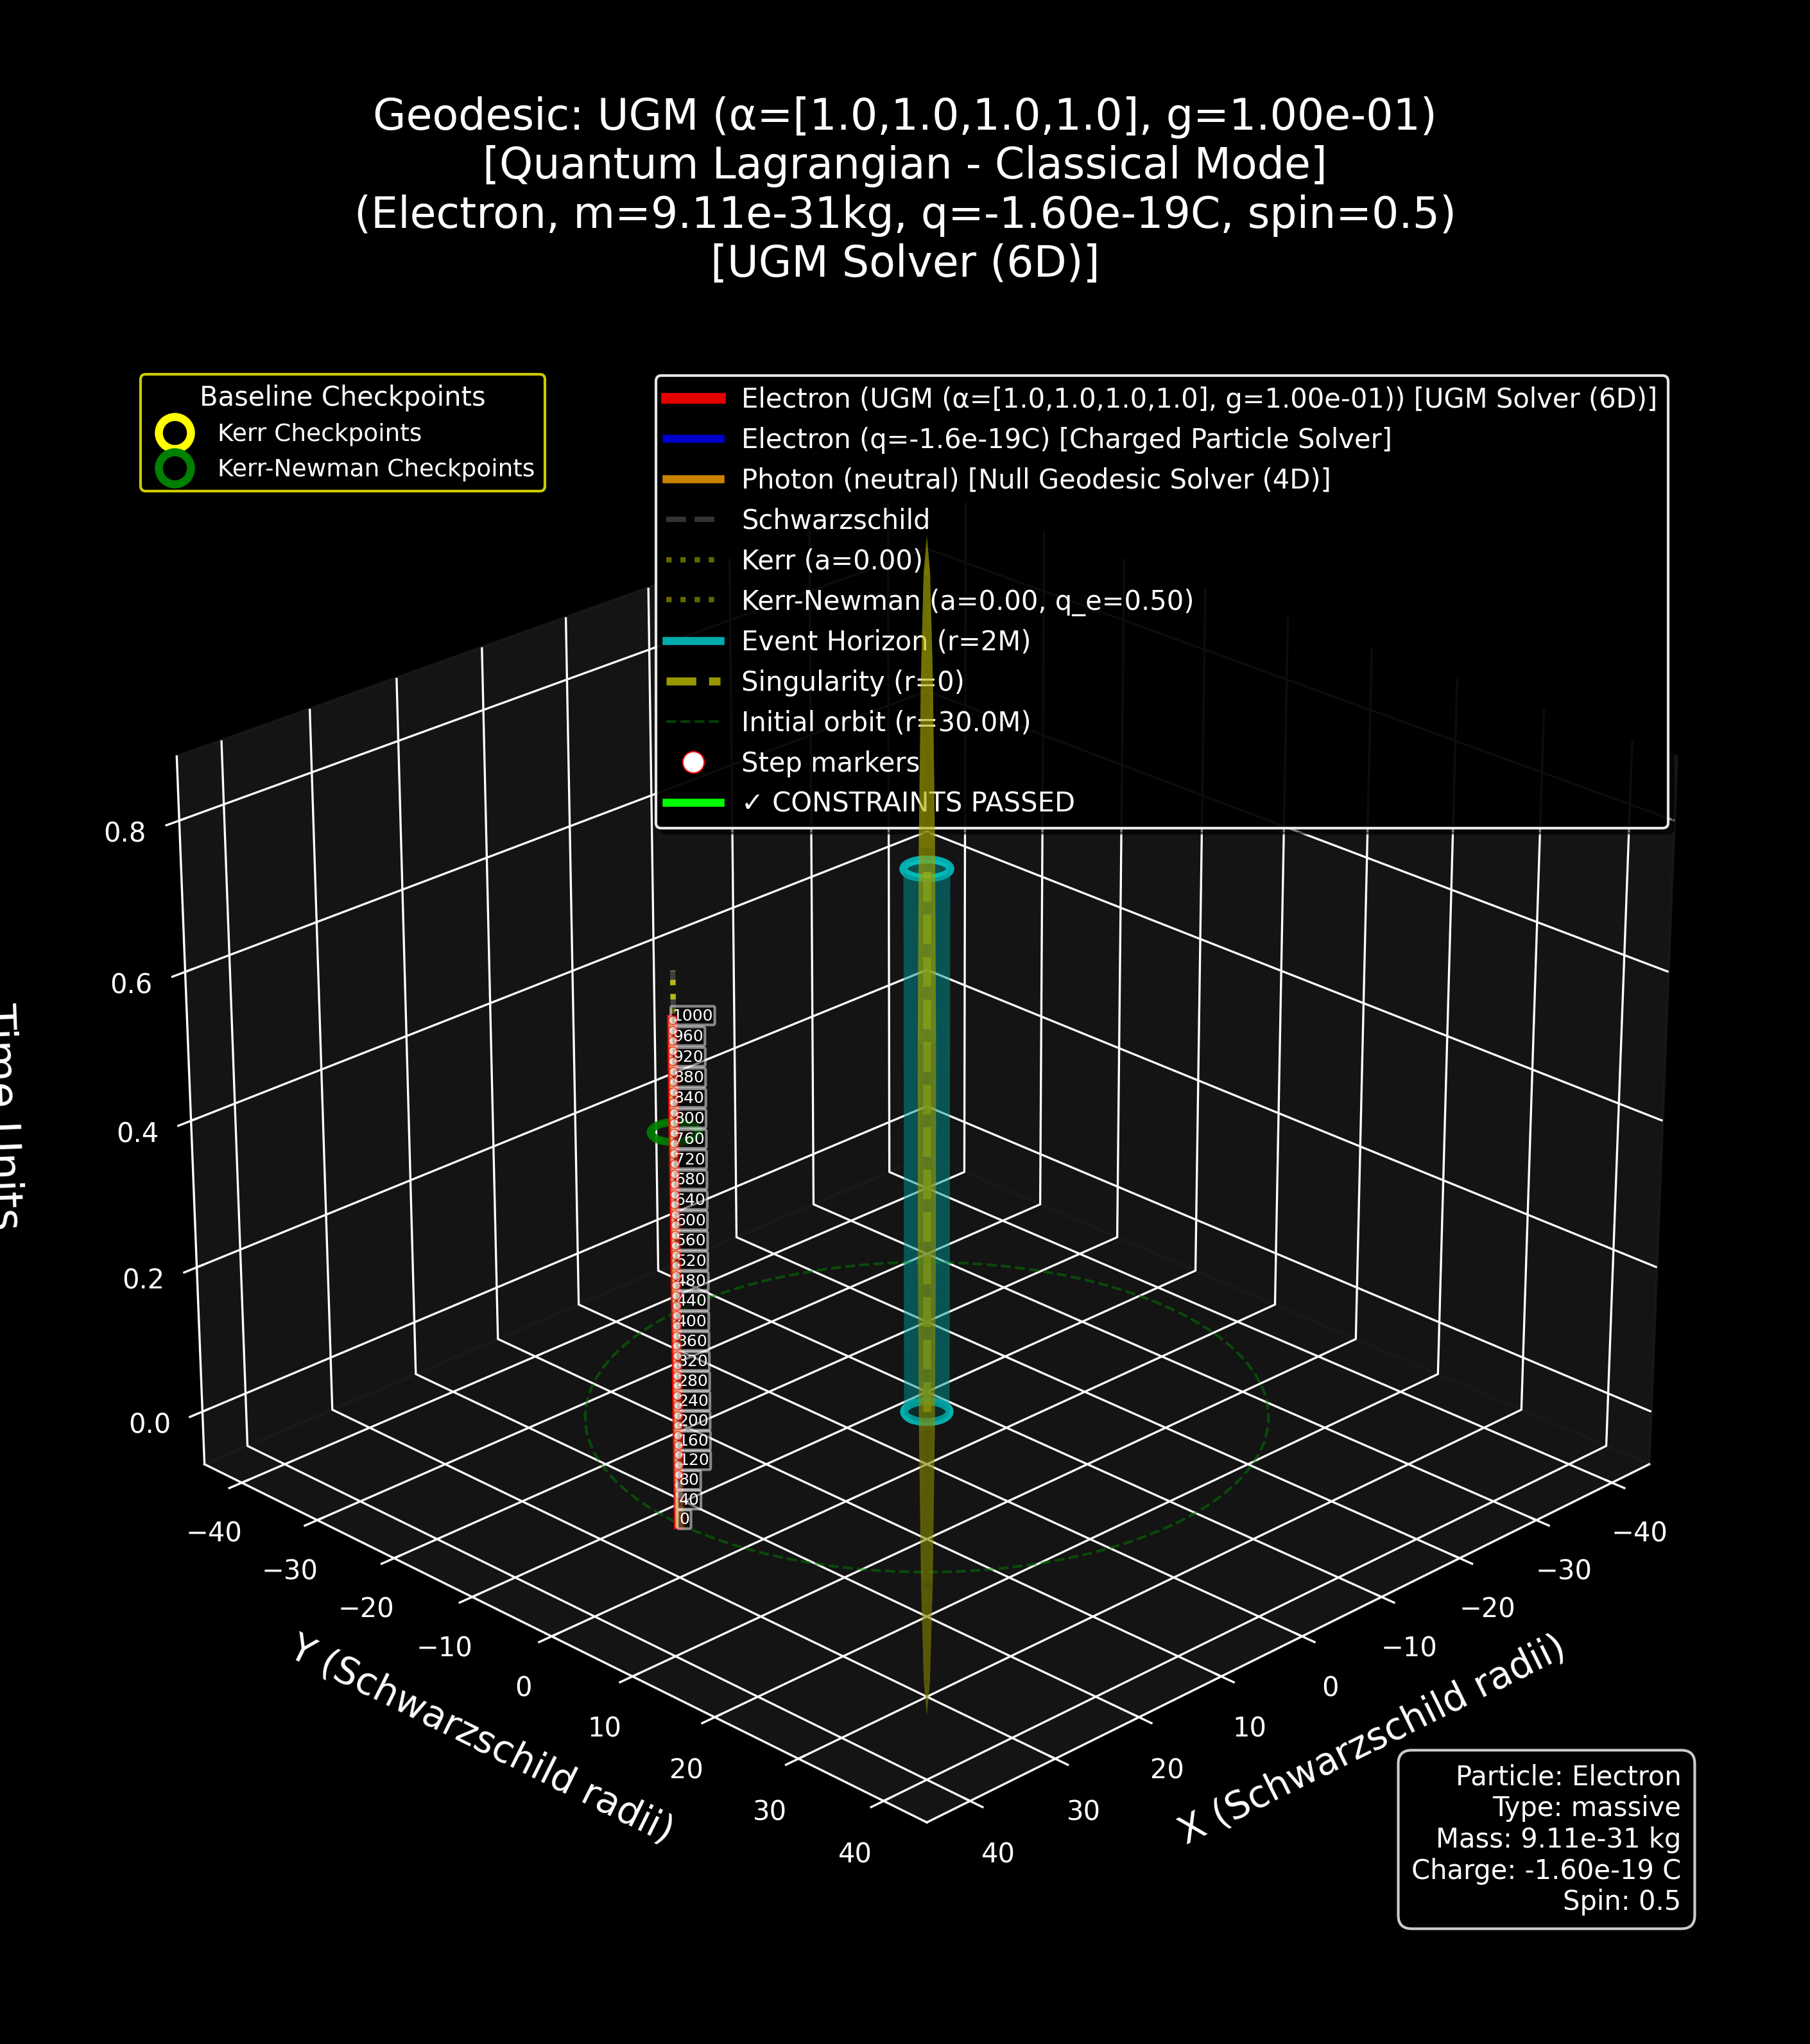 Geodesic: UGM (α=[1.0,1.0,1.0,1.0], g=1.00e-01)
[Quantum Lagrangian - Classical Mode]
(Electron, m=9.11e-31kg, q=-1.60e-19C, spin=0.5)
[UGM Solver (6D)]
Baseline Checkpoints
Kerr Checkpoints
Kerr-Newman Checkpoints
Electron (UGM (α=[1.0,1.0,1.0,1.0], g=1.00e-01)) [UGM Solver (6D)]
Electron (q=-1.6e-19C) [Charged Particle Solver]
Photon (neutral) [Null Geodesic Solver (4D)]
Schwarzschild
Kerr (a=0.00)
Kerr-Newman (a=0.00, q_e=0.50)
Event Horizon (r=2M)
Singularity (r=0)
Initial orbit (r=30.0M)
Step markers
✓ CONSTRAINTS PASSED
0.8
0.6
0.4
0.2
0.0
Time Units
1000
960
920
880
840
800
760
720
680
640
600
560
520
480
440
400
360
320
280
240
200
160
120
80
40
0
−40
−30
−20
−10
0
10
20
30
40
Y (Schwarzschild radii)
−40
−30
−20
−10
0
10
20
30
40
X (Schwarzschild radii)
Particle: Electron
Type: massive
Mass: 9.11e-31 kg
Charge: -1.60e-19 C
Spin: 0.5